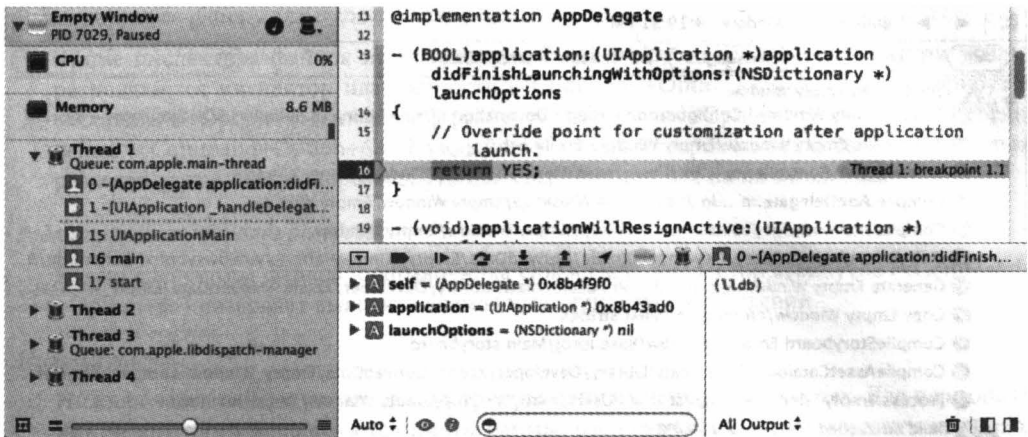 Empty Window
PID 7029, Paused
CPU 0%
Memory 8.6 MB
Thread 1
Queue: com.apple.main-thread
0 -[AppDelegate application:didFi...
1 -[UIApplication _handleDelegat...
15 UIApplicationMain
16 main
17 start
Thread 2
Thread 3
Queue: com.apple.libdispatch-manager
Thread 4
11 @implementation AppDelegate
12
13 - (BOOL)application:(UIApplication *)application
didFinishLaunchingWithOptions:(NSDictionary *)
launchOptions
14 {
15 // Override point for customization after application
launch.
16 return YES; Thread 1: breakpoint 1.1
17 }
18
19 - (void)applicationWillResignActive:(UIApplication *)
0 -[AppDelegate application:didFinish...
A self = (AppDelegate *) 0x8b4f9f0
A application = (UIApplication *) 0x8b43ad0
A launchOptions = (NSDictionary *) nil
(lldb)
Auto
All Output